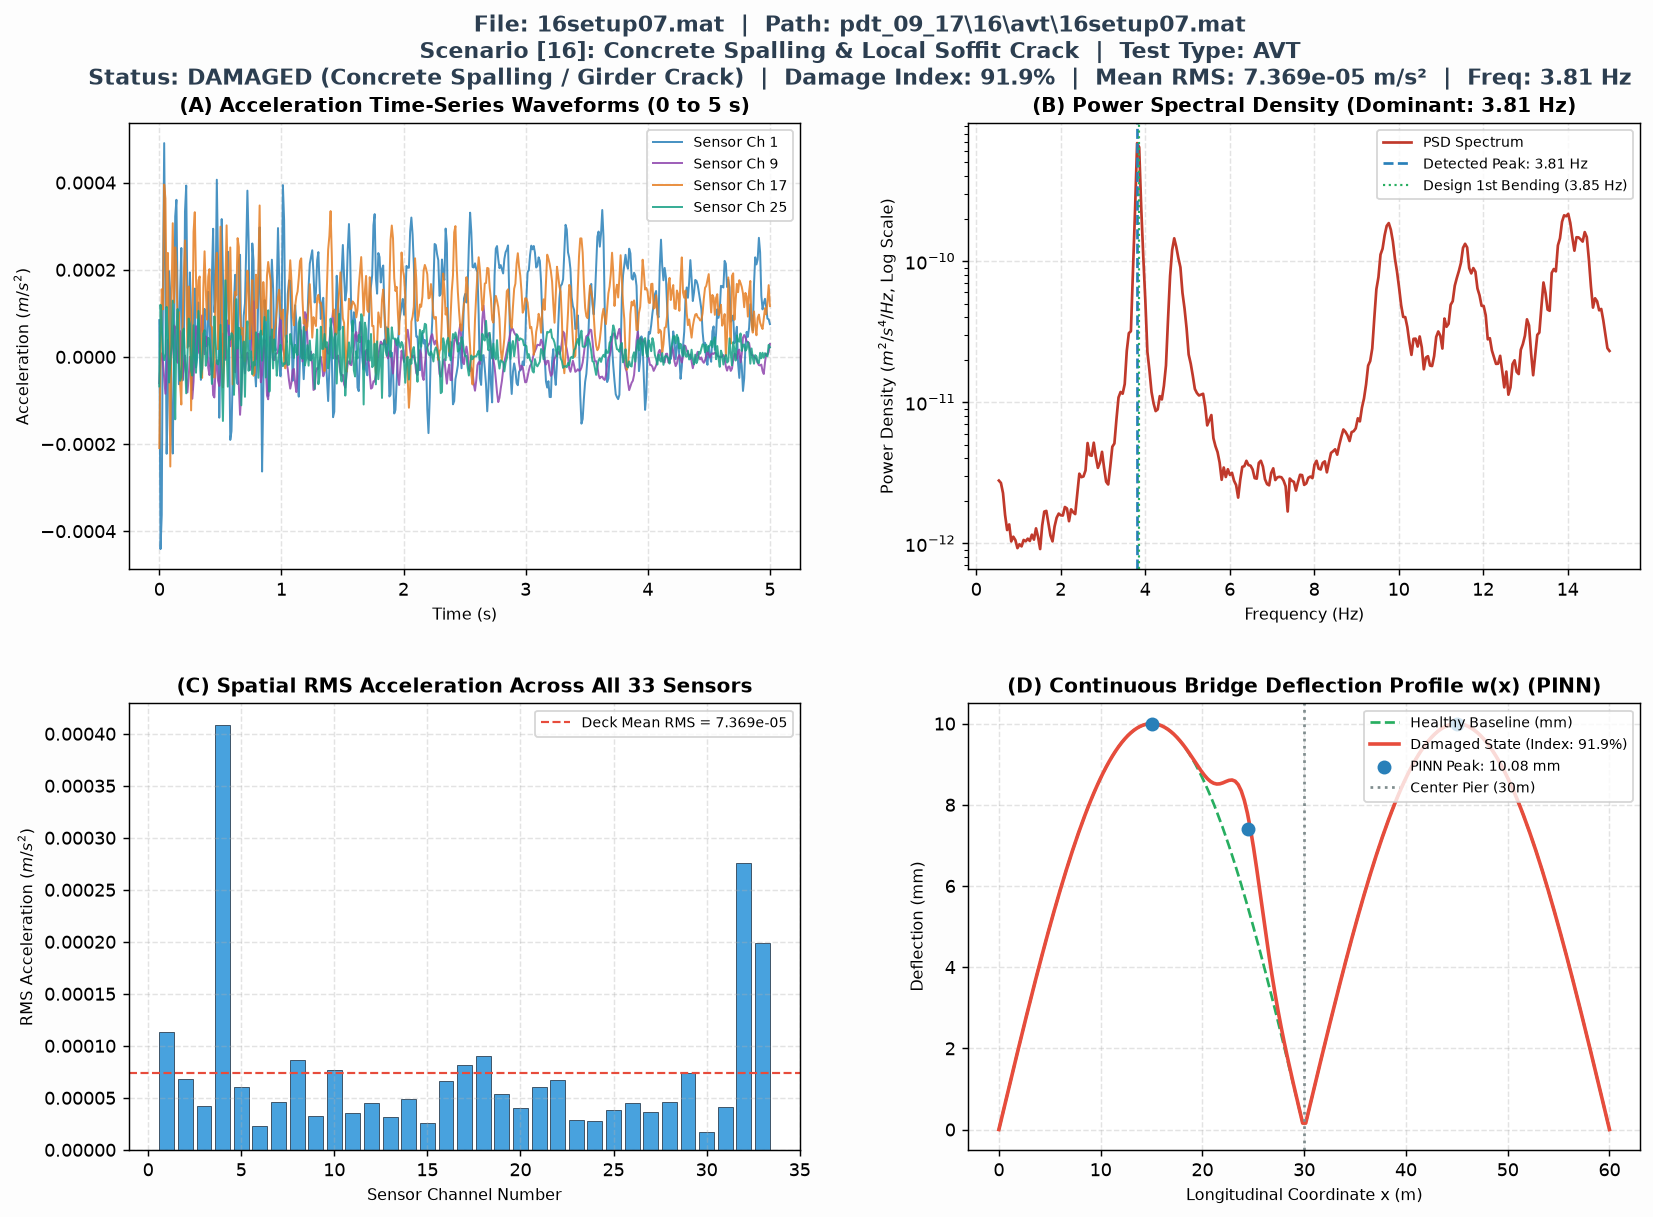 File: 16setup07.mat | Path: pdt_09_17\16\avt\16setup07.mat
Scenario [16]: Concrete Spalling & Local Soffit Crack | Test Type: AVT
Status: DAMAGED (Concrete Spalling / Girder Crack) | Damage Index: 91.9% | Mean RMS: 7.369e-05 m/s² | Freq: 3.81 Hz
(A) Acceleration Time-Series Waveforms (0 to 5 s)
Sensor Ch 1
Sensor Ch 9
Sensor Ch 17
Sensor Ch 25
Acceleration (m/s²)
0.0004
0.0002
0.0000
−0.0002
−0.0004
0 1 2 3 4 5
Time (s)
(B) Power Spectral Density (Dominant: 3.81 Hz)
PSD Spectrum
Detected Peak: 3.81 Hz
Design 1st Bending (3.85 Hz)
Power Density (m²/s⁴/Hz, Log Scale)
10⁻¹⁰
10⁻¹¹
10⁻¹²
0 2 4 6 8 10 12 14
Frequency (Hz)
(C) Spatial RMS Acceleration Across All 33 Sensors
Deck Mean RMS = 7.369e-05
RMS Acceleration (m/s²)
0.00040
0.00035
0.00030
0.00025
0.00020
0.00015
0.00010
0.00005
0.00000
0 5 10 15 20 25 30 35
Sensor Channel Number
(D) Continuous Bridge Deflection Profile w(x) (PINN)
Healthy Baseline (mm)
Damaged State (Index: 91.9%)
PINN Peak: 10.08 mm
Center Pier (30m)
Deflection (mm)
10
8
6
4
2
0
0 10 20 30 40 50 60
Longitudinal Coordinate x (m)